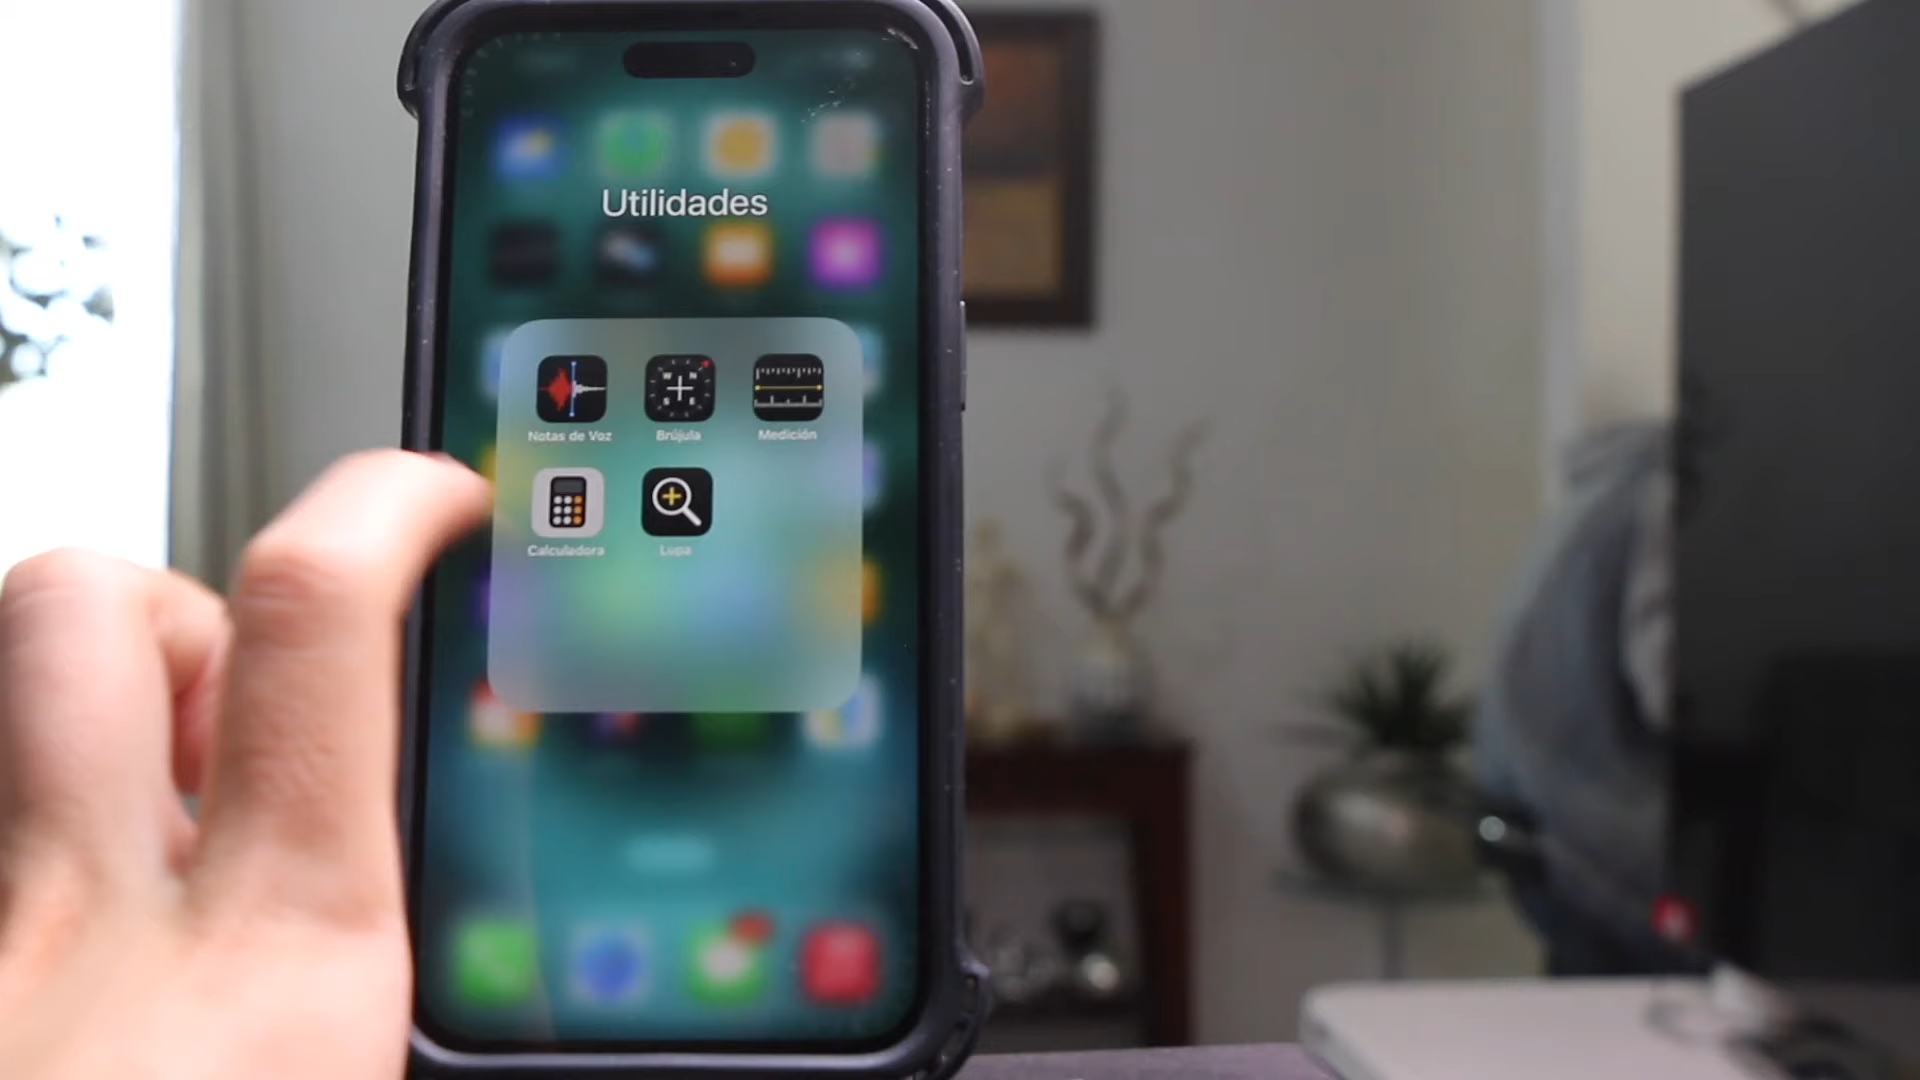 Utilidades
Notas de Voz
Brújula
Medición
Calculadora
Lupa